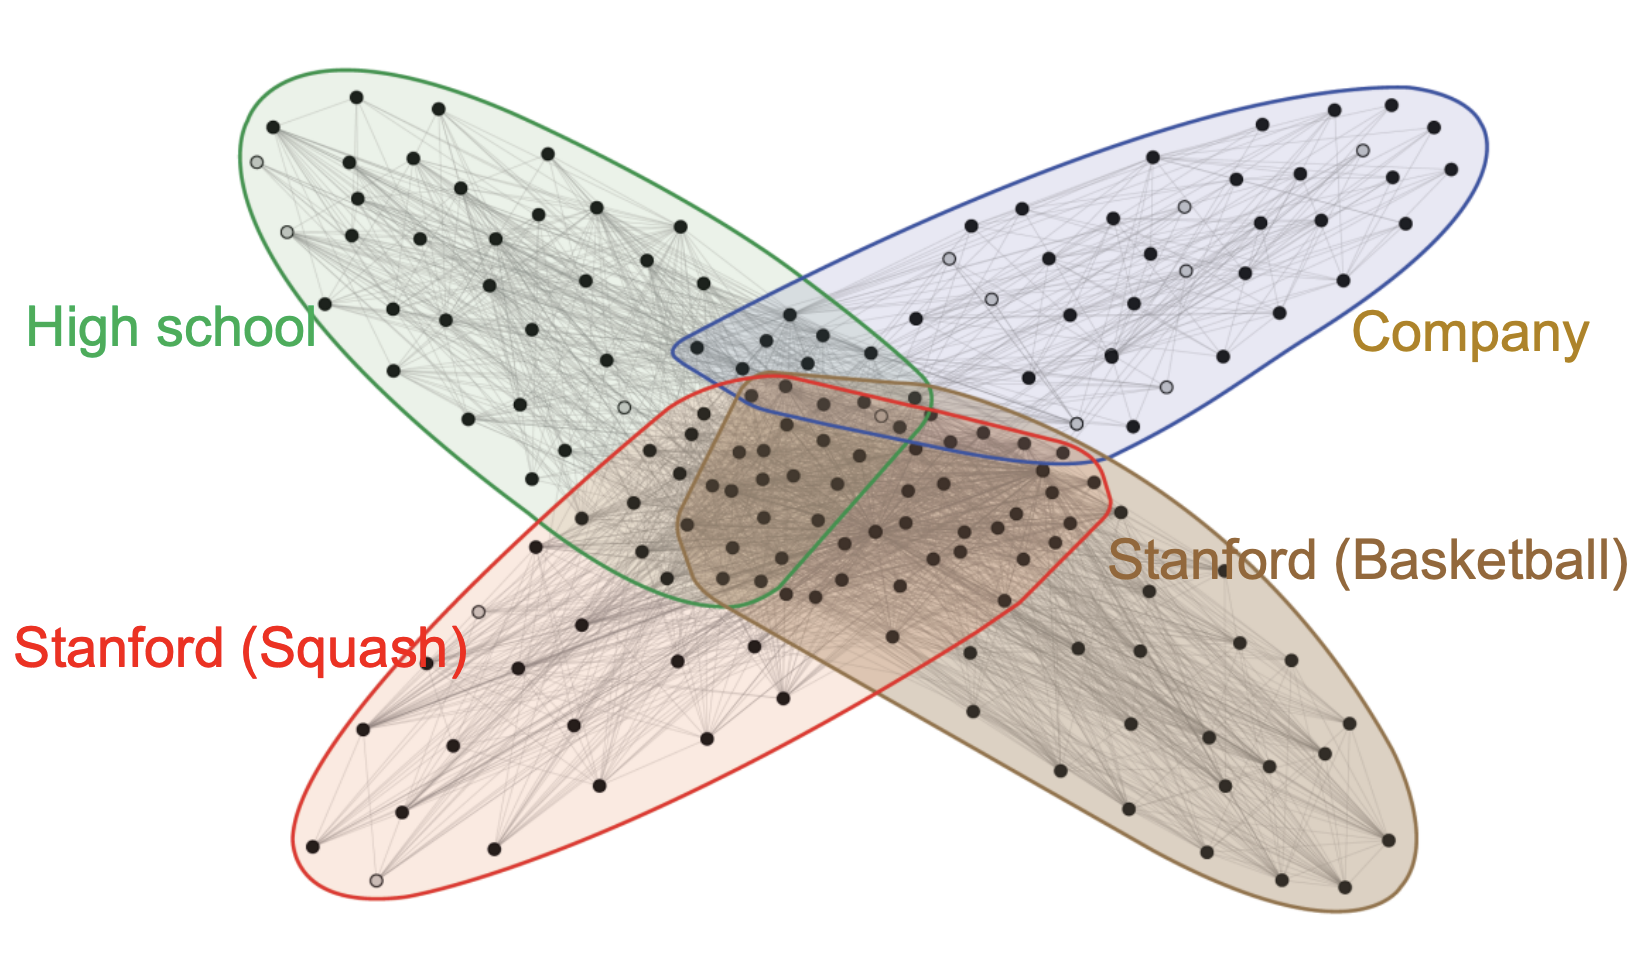 High school
Company
Stanford (Basketball)
Stanford (Squash)